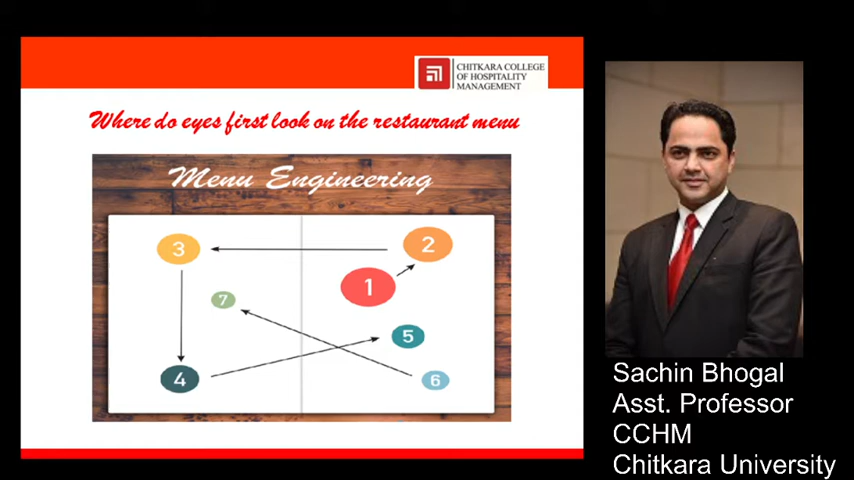 CHITKARA COLLEGE
OF HOSPITALITY
MANAGEMENT
Where do eyes first look on the restaurant menu
Menu Engineering
3
2
1
7
5
4
6
Sachin Bhogal
Asst. Professor
CCHM
Chitkara University